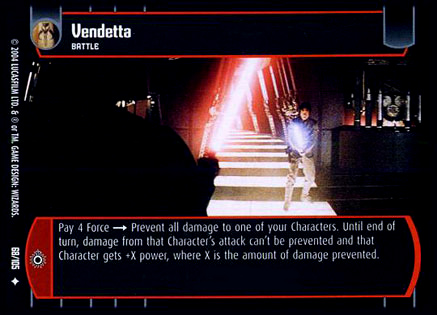 Vendetta
BATTLE
© 2004 LUCASFILM LTD. & ® or TM. GAME DESIGN: WIZARDS.
Pay 4 Force → Prevent all damage to one of your Characters. Until end
of turn, damage from that Character's attack can't be prevented and that
Character gets +X power, where X is the amount of damage prevented.
68/105